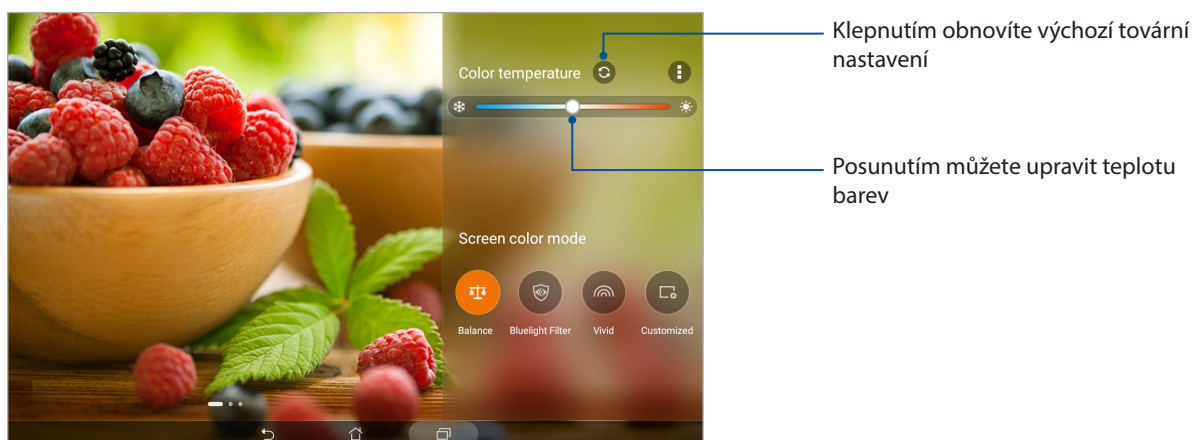 Klepnutím obnovíte výchozí tovární
nastavení
Color temperature
Posunutím můžete upravit teplotu
barev
Screen color mode
Balance
Bluelight Filter
Vivid
Customized